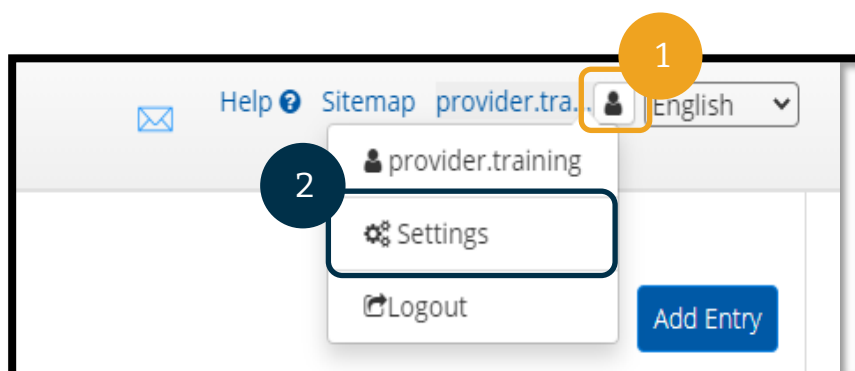 1
Help ? Sitemap provider.tra... English
provider.training
2
Settings
Logout
Add Entry